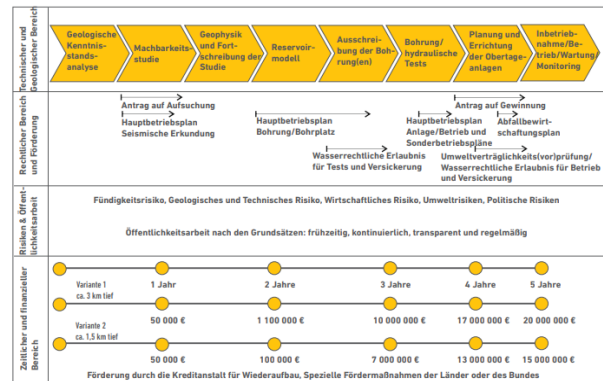 Technischer und
Geologischer Bereich
Geologische
Kenntnis-
stands-
analyse
Machbarkeits-
studie
Geophysik
und Fort-
schreibung der
Studie
Reservoir-
modell
Ausschrei-
bung der Boh-
rung(en)
Bohrung/
hydraulische
Tests
Planung und
Errichtung
der Obertage-
anlagen
Inbetrieb-
nahme/Be-
trieb/Wartung/
Monitoring
Rechtlicher Bereich
und Förderung
Antrag auf Aufsuchung
Hauptbetriebsplan
Seismische Erkundung
Hauptbetriebsplan
Bohrung/Bohrplatz
Wasserrechtliche Erlaubnis
für Tests und Versickerung
Hauptbetriebsplan
Anlage/Betrieb und
Sonderbetriebspläne
Antrag auf Gewinnung
Abfallbewirt-
schaftungsplan
Umweltverträglichkeits(vor)prüfung/
Wasserrechtliche Erlaubnis für Betrieb
und Versickerung
Risiken & Öffent-
lichkeitsarbeit
Fündigkeitsrisiko, Geologisches und Technisches Risiko, Wirtschaftliches Risiko, Umweltrisiken, Politische Risiken
Öffentlichkeitsarbeit nach den Grundsätzen: frühzeitig, kontinuierlich, transparent und regelmäßig
Zeitlicher und finanzieller
Bereich
1 Jahr
2 Jahre
3 Jahre
4 Jahre
5 Jahre
Variante 1
ca. 3 km tief
50 000 €
1 100 000 €
10 000 000 €
17 000 000 €
20 000 000 €
Variante 2
ca. 1,5 km tief
50 000 €
100 000 €
7 000 000 €
13 000 000 €
15 000 000 €
Förderung durch die Kreditanstalt für Wiederaufbau, Spezielle Fördermaßnahmen der Länder oder des Bundes